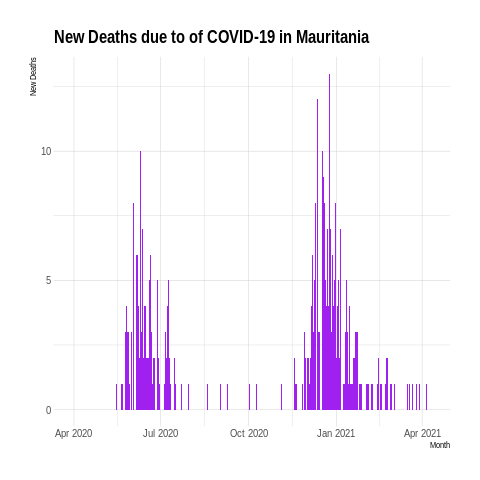 New Deaths due to of COVID-19 in Mauritania
New Deaths
10
5
0
Apr 2020 Jul 2020 Oct 2020 Jan 2021 Apr 2021
Month